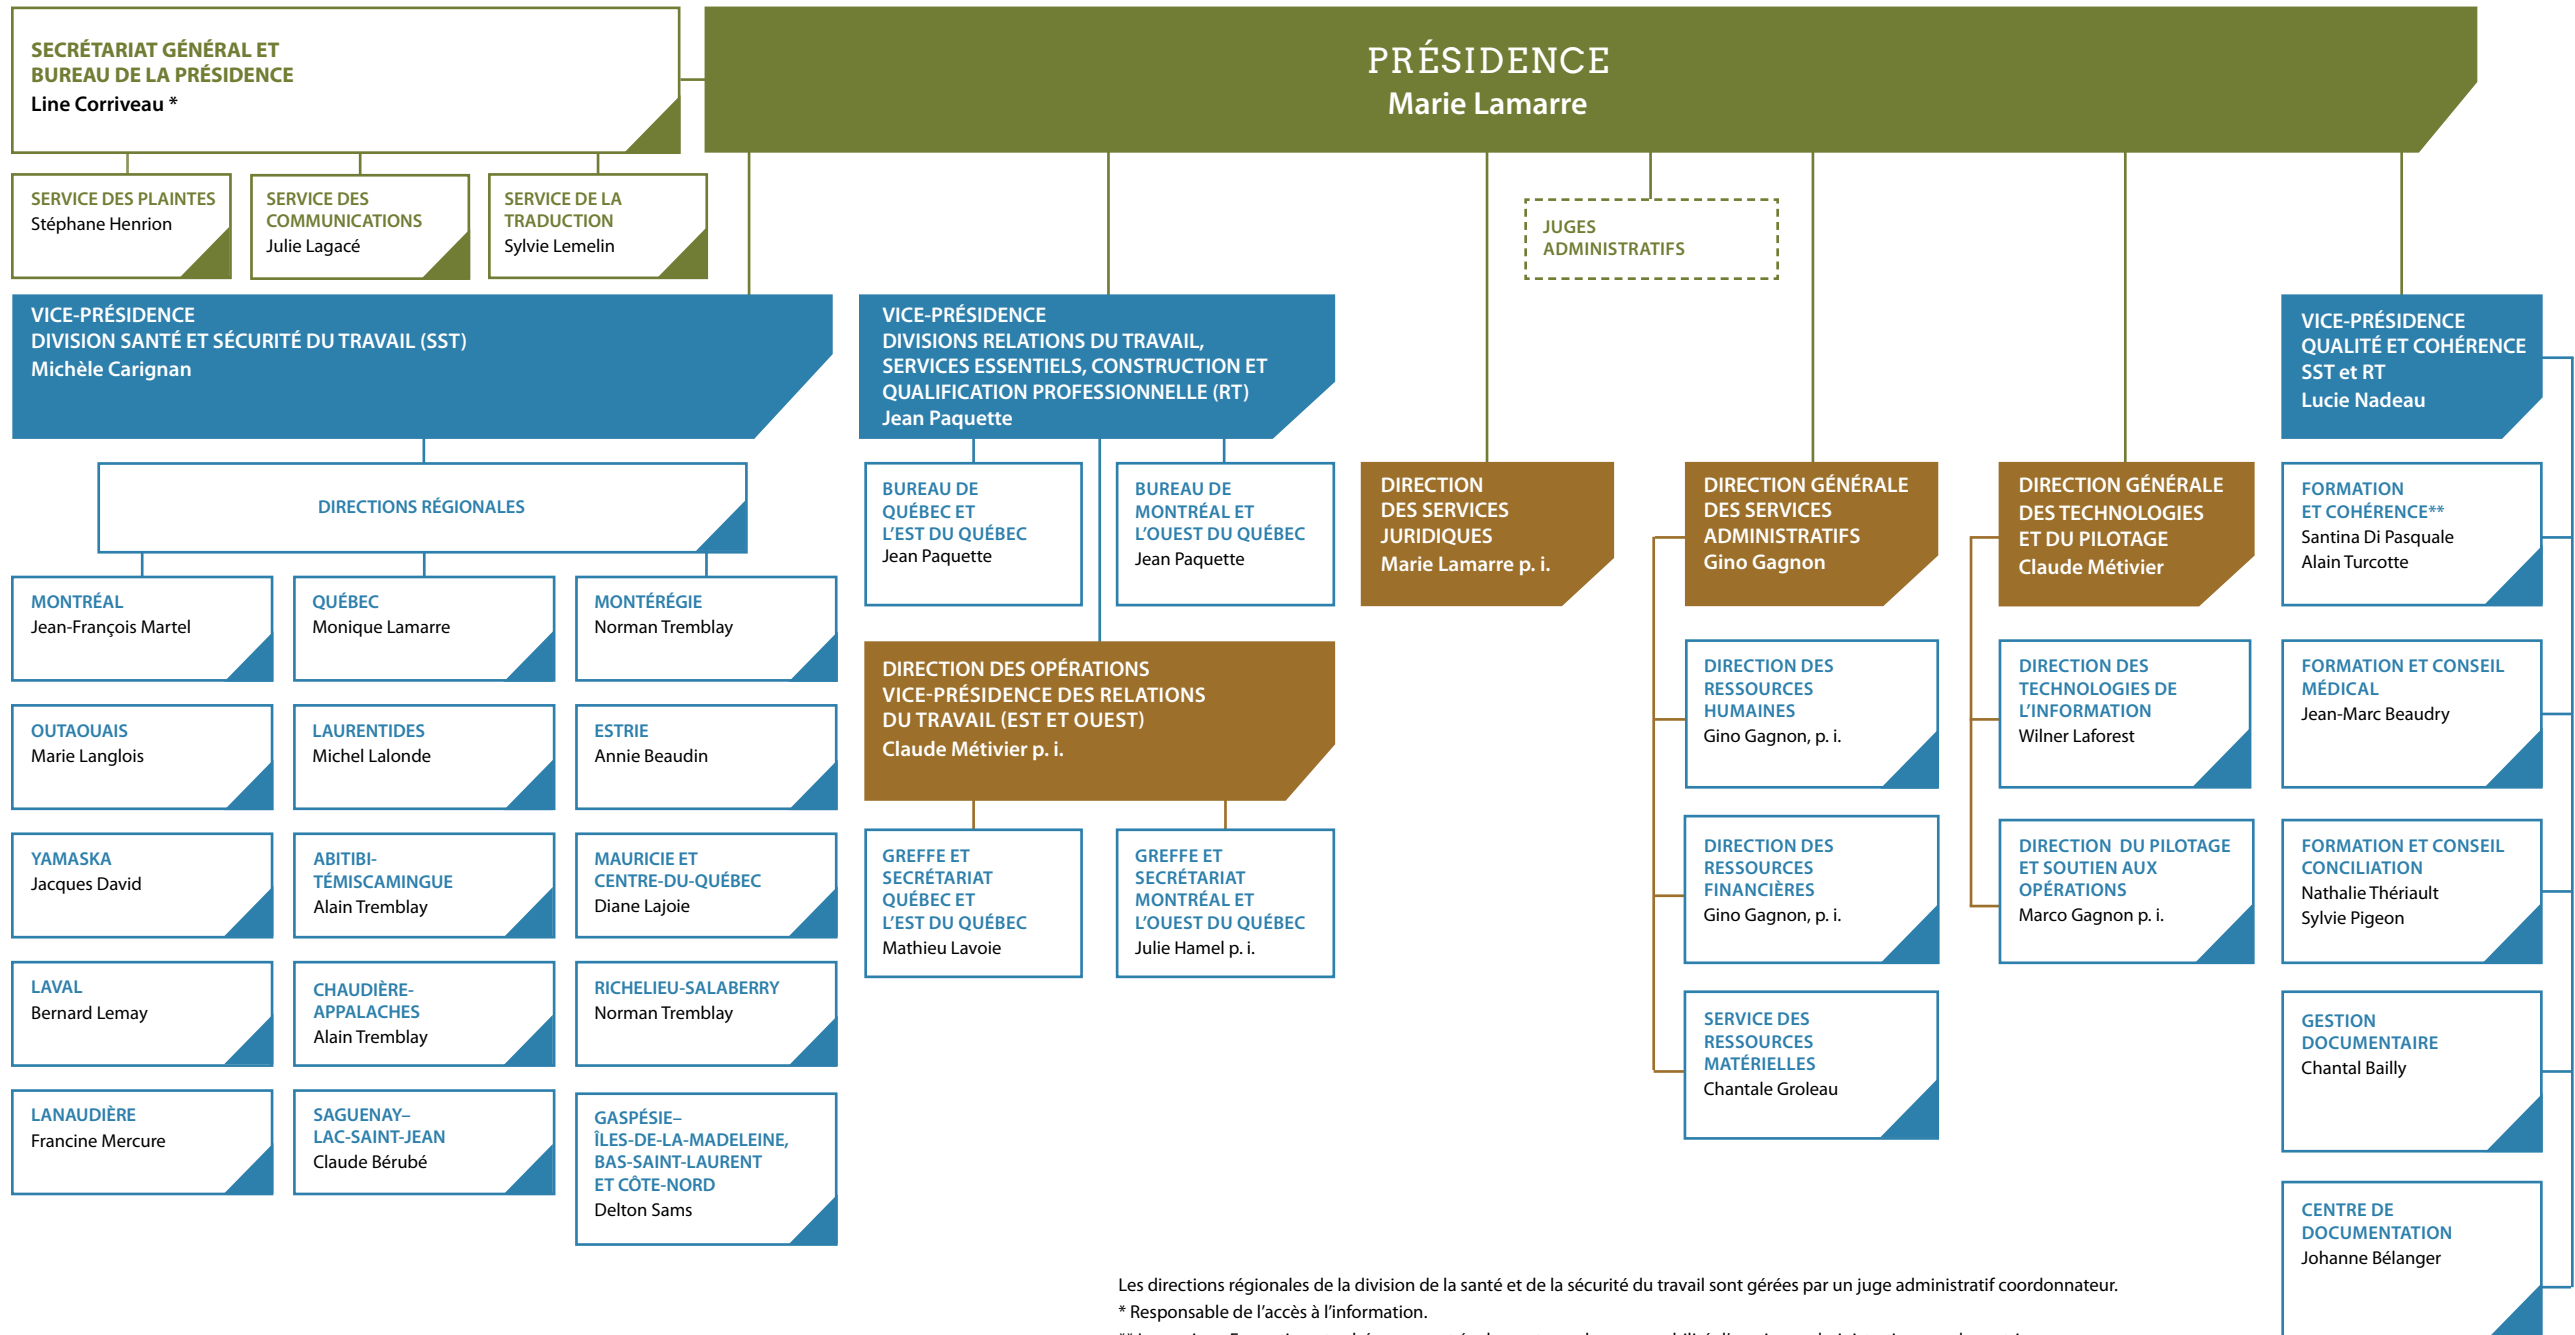 SECRÉTARIAT GÉNÉRAL ET
BUREAU DE LA PRÉSIDENCE
Line Corriveau *
PRÉSIDENCE
Marie Lamarre
SERVICE DES PLAINTES
Stéphane Henrion
SERVICE DES
COMMUNICATIONS
Julie Lagacé
SERVICE DE LA
TRADUCTION
Sylvie Lemelin
JUGES
ADMINISTRATIFS
VICE-PRÉSIDENCE
DIVISION SANTÉ ET SÉCURITÉ DU TRAVAIL (SST)
Michèle Carignan
DIRECTIONS RÉGIONALES
MONTRÉAL
Jean-François Martel
QUÉBEC
Monique Lamarre
MONTÉRÉGIE
Norman Tremblay
OUTAOUAIS
Marie Langlois
LAURENTIDES
Michel Lalonde
ESTRIE
Annie Beaudin
YAMASKA
Jacques David
ABITIBI-
TÉMISCAMINGUE
Alain Tremblay
MAURICIE ET
CENTRE-DU-QUÉBEC
Diane Lajoie
LAVAL
Bernard Lemay
CHAUDIÈRE-
APPALACHES
Alain Tremblay
RICHELIEU-SALABERRY
Norman Tremblay
LANAUDIÈRE
Francine Mercure
SAGUENAY–
LAC-SAINT-JEAN
Claude Bérubé
GASPÉSIE–
ÎLES-DE-LA-MADELEINE,
BAS-SAINT-LAURENT
ET CÔTE-NORD
Delton Sams
VICE-PRÉSIDENCE
DIVISIONS RELATIONS DU TRAVAIL,
SERVICES ESSENTIELS, CONSTRUCTION ET
QUALIFICATION PROFESSIONNELLE (RT)
Jean Paquette
BUREAU DE
QUÉBEC ET
L'EST DU QUÉBEC
Jean Paquette
BUREAU DE
MONTRÉAL ET
L'OUEST DU QUÉBEC
Jean Paquette
DIRECTION DES OPÉRATIONS
VICE-PRÉSIDENCE DES RELATIONS
DU TRAVAIL (EST ET OUEST)
Claude Métivier p. i.
GREFFE ET
SECRÉTARIAT
QUÉBEC ET
L'EST DU QUÉBEC
Mathieu Lavoie
GREFFE ET
SECRÉTARIAT
MONTRÉAL ET
L'OUEST DU QUÉBEC
Julie Hamel p. i.
DIRECTION
DES SERVICES
JURIDIQUES
Marie Lamarre p. i.
DIRECTION GÉNÉRALE
DES SERVICES
ADMINISTRATIFS
Gino Gagnon
DIRECTION DES
RESSOURCES
HUMAINES
Gino Gagnon, p. i.
DIRECTION DES
RESSOURCES
FINANCIÈRES
Gino Gagnon, p. i.
SERVICE DES
RESSOURCES
MATÉRIELLES
Chantale Groleau
DIRECTION GÉNÉRALE
DES TECHNOLOGIES
ET DU PILOTAGE
Claude Métivier
DIRECTION DES
TECHNOLOGIES DE
L'INFORMATION
Wilner Laforest
DIRECTION DU PILOTAGE
ET SOUTIEN AUX
OPÉRATIONS
Marco Gagnon p. i.
VICE-PRÉSIDENCE
QUALITÉ ET COHÉRENCE
SST et RT
Lucie Nadeau
FORMATION
ET COHÉRENCE**
Santina Di Pasquale
Alain Turcotte
FORMATION ET CONSEIL
MÉDICAL
Jean-Marc Beaudry
FORMATION ET CONSEIL
CONCILIATION
Nathalie Thériault
Sylvie Pigeon
GESTION
DOCUMENTAIRE
Chantal Bailly
CENTRE DE
DOCUMENTATION
Johanne Bélanger
Les directions régionales de la division de la santé et de la sécurité du travail sont gérées par un juge administratif coordonnateur.
* Responsable de l'accès à l'information.